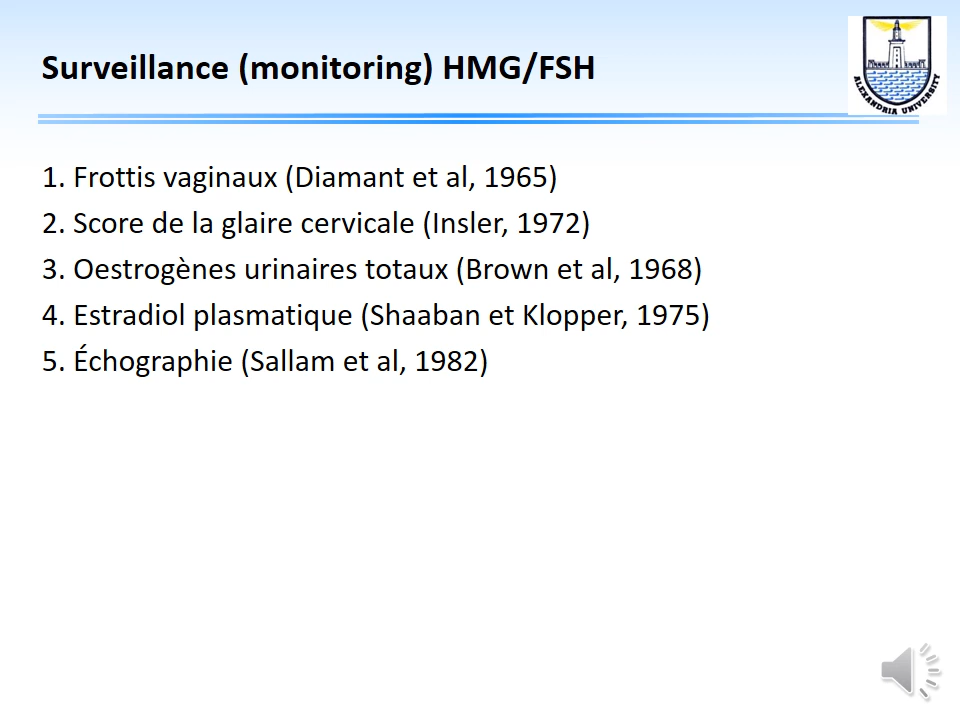 Surveillance (monitoring) HMG/FSH
ALEXANDRIA UNIVERSITY
1. Frottis vaginaux (Diamant et al, 1965)
2. Score de la glaire cervicale (Insler, 1972)
3. Oestrogènes urinaires totaux (Brown et al, 1968)
4. Estradiol plasmatique (Shaaban et Klopper, 1975)
5. Échographie (Sallam et al, 1982)